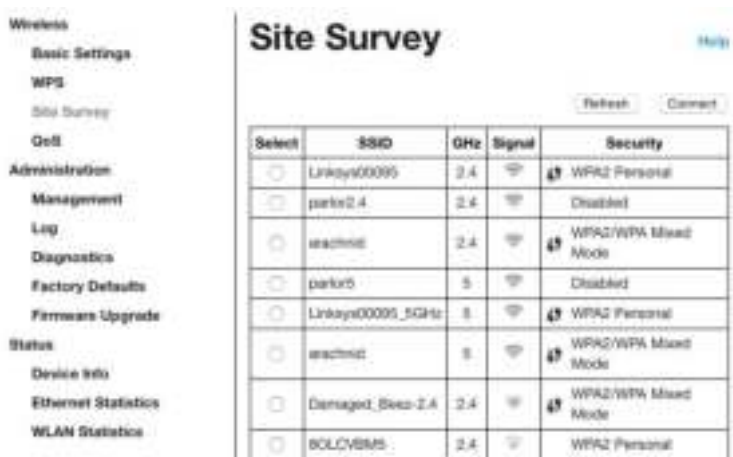 Wireless
Basic Settings
WPS
Site Survey
QoS
Administration
Management
Log
Diagnostics
Factory Defaults
Firmware Upgrade
Status
Device Info
Ethernet Statistics
WLAN Statistics
Site Survey
Help
Refresh Connect
Select SSID GHz Signal Security
Linksys00095 2.4 WPA2 Personal
parlor2.4 2.4 Disabled
arachnid 2.4 WPA2/WPA Mixed
Mode
parlor5 5 Disabled
Linksys00095_5GHz 5 WPA2 Personal
arachnid 5 WPA2/WPA Mixed
Mode
2.4 WPA2/WPA Mixed
Mode
2.4 WPA2 Personal